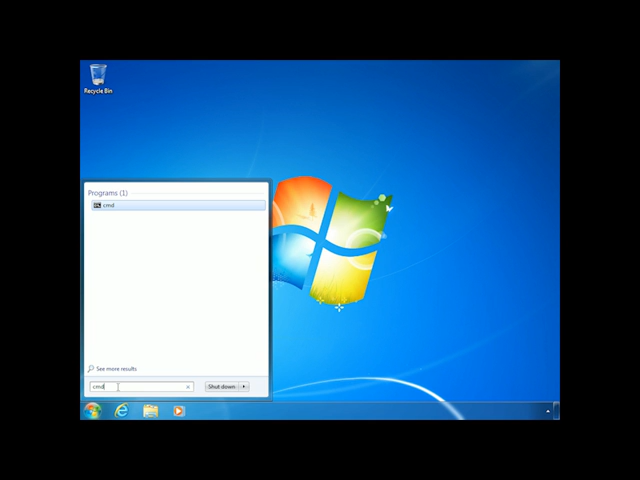 Recycle Bin
Programs (1)
cmd
See more results
cmd
Shut down